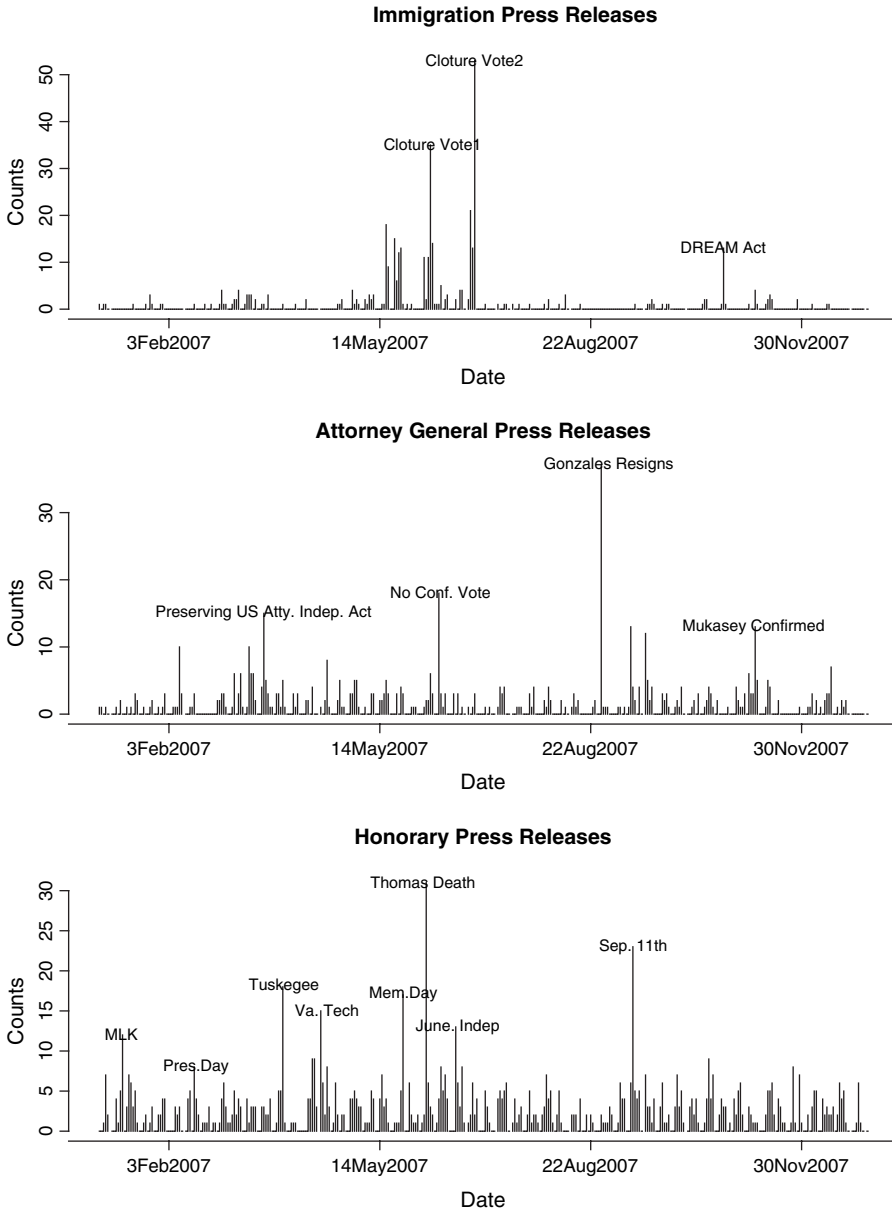 Immigration Press Releases
Cloture Vote2
Cloture Vote1
DREAM Act
Counts
50
40
30
20
10
0
3Feb2007 14May2007 22Aug2007 30Nov2007
Date
Attorney General Press Releases
Gonzales Resigns
No Conf. Vote
Preserving US Atty. Indep. Act
Mukasey Confirmed
Counts
30
20
10
0
3Feb2007 14May2007 22Aug2007 30Nov2007
Date
Honorary Press Releases
Thomas Death
Sep. 11th
Tuskegee
Mem.Day
Va. Tech
June. Indep
MLK
Pres.Day
Counts
30
25
20
15
10
5
0
3Feb2007 14May2007 22Aug2007 30Nov2007
Date